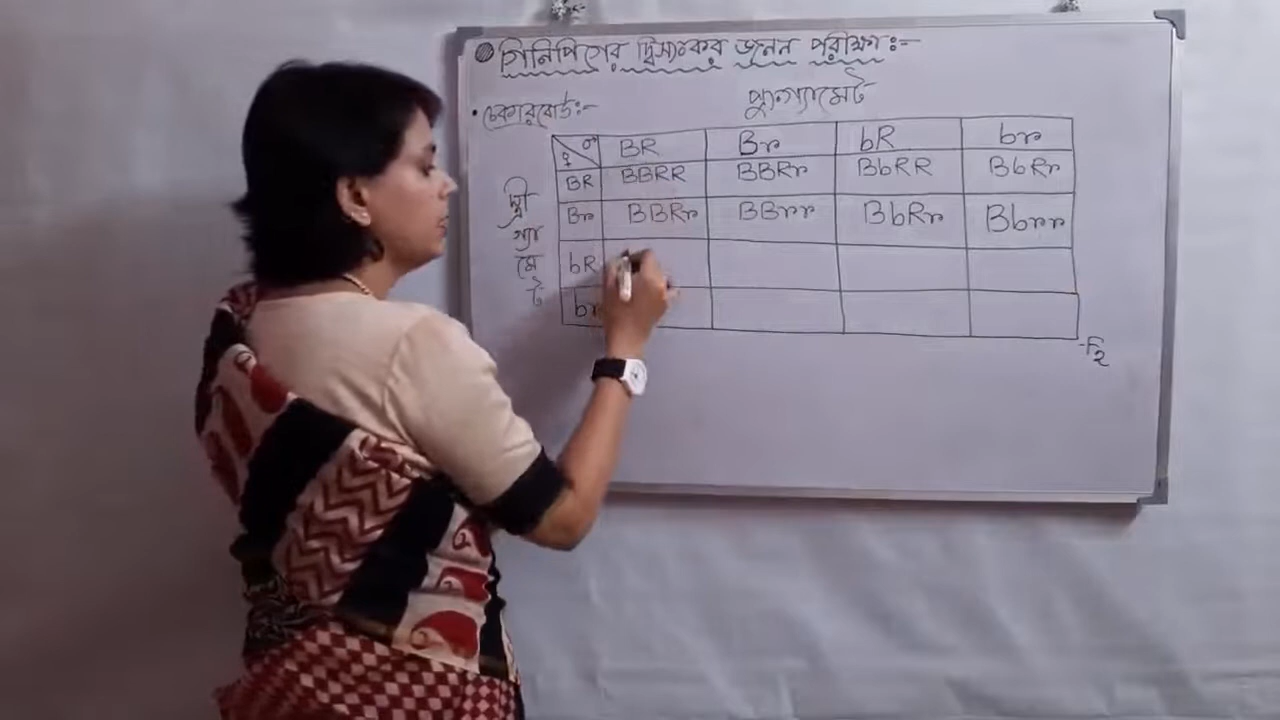 গিনিপিগের দ্বিসংকর জনন পরীক্ষা:-
পুংগ্যামেট
• চেকারবোর্ড:-
স্ত্রী গ্যামেট
♂ BR Br bR br
♀
BR BBRR BBRr BbRR BbRr
Br BBRr BBrr BbRr Bbrr
bR
br
-F2